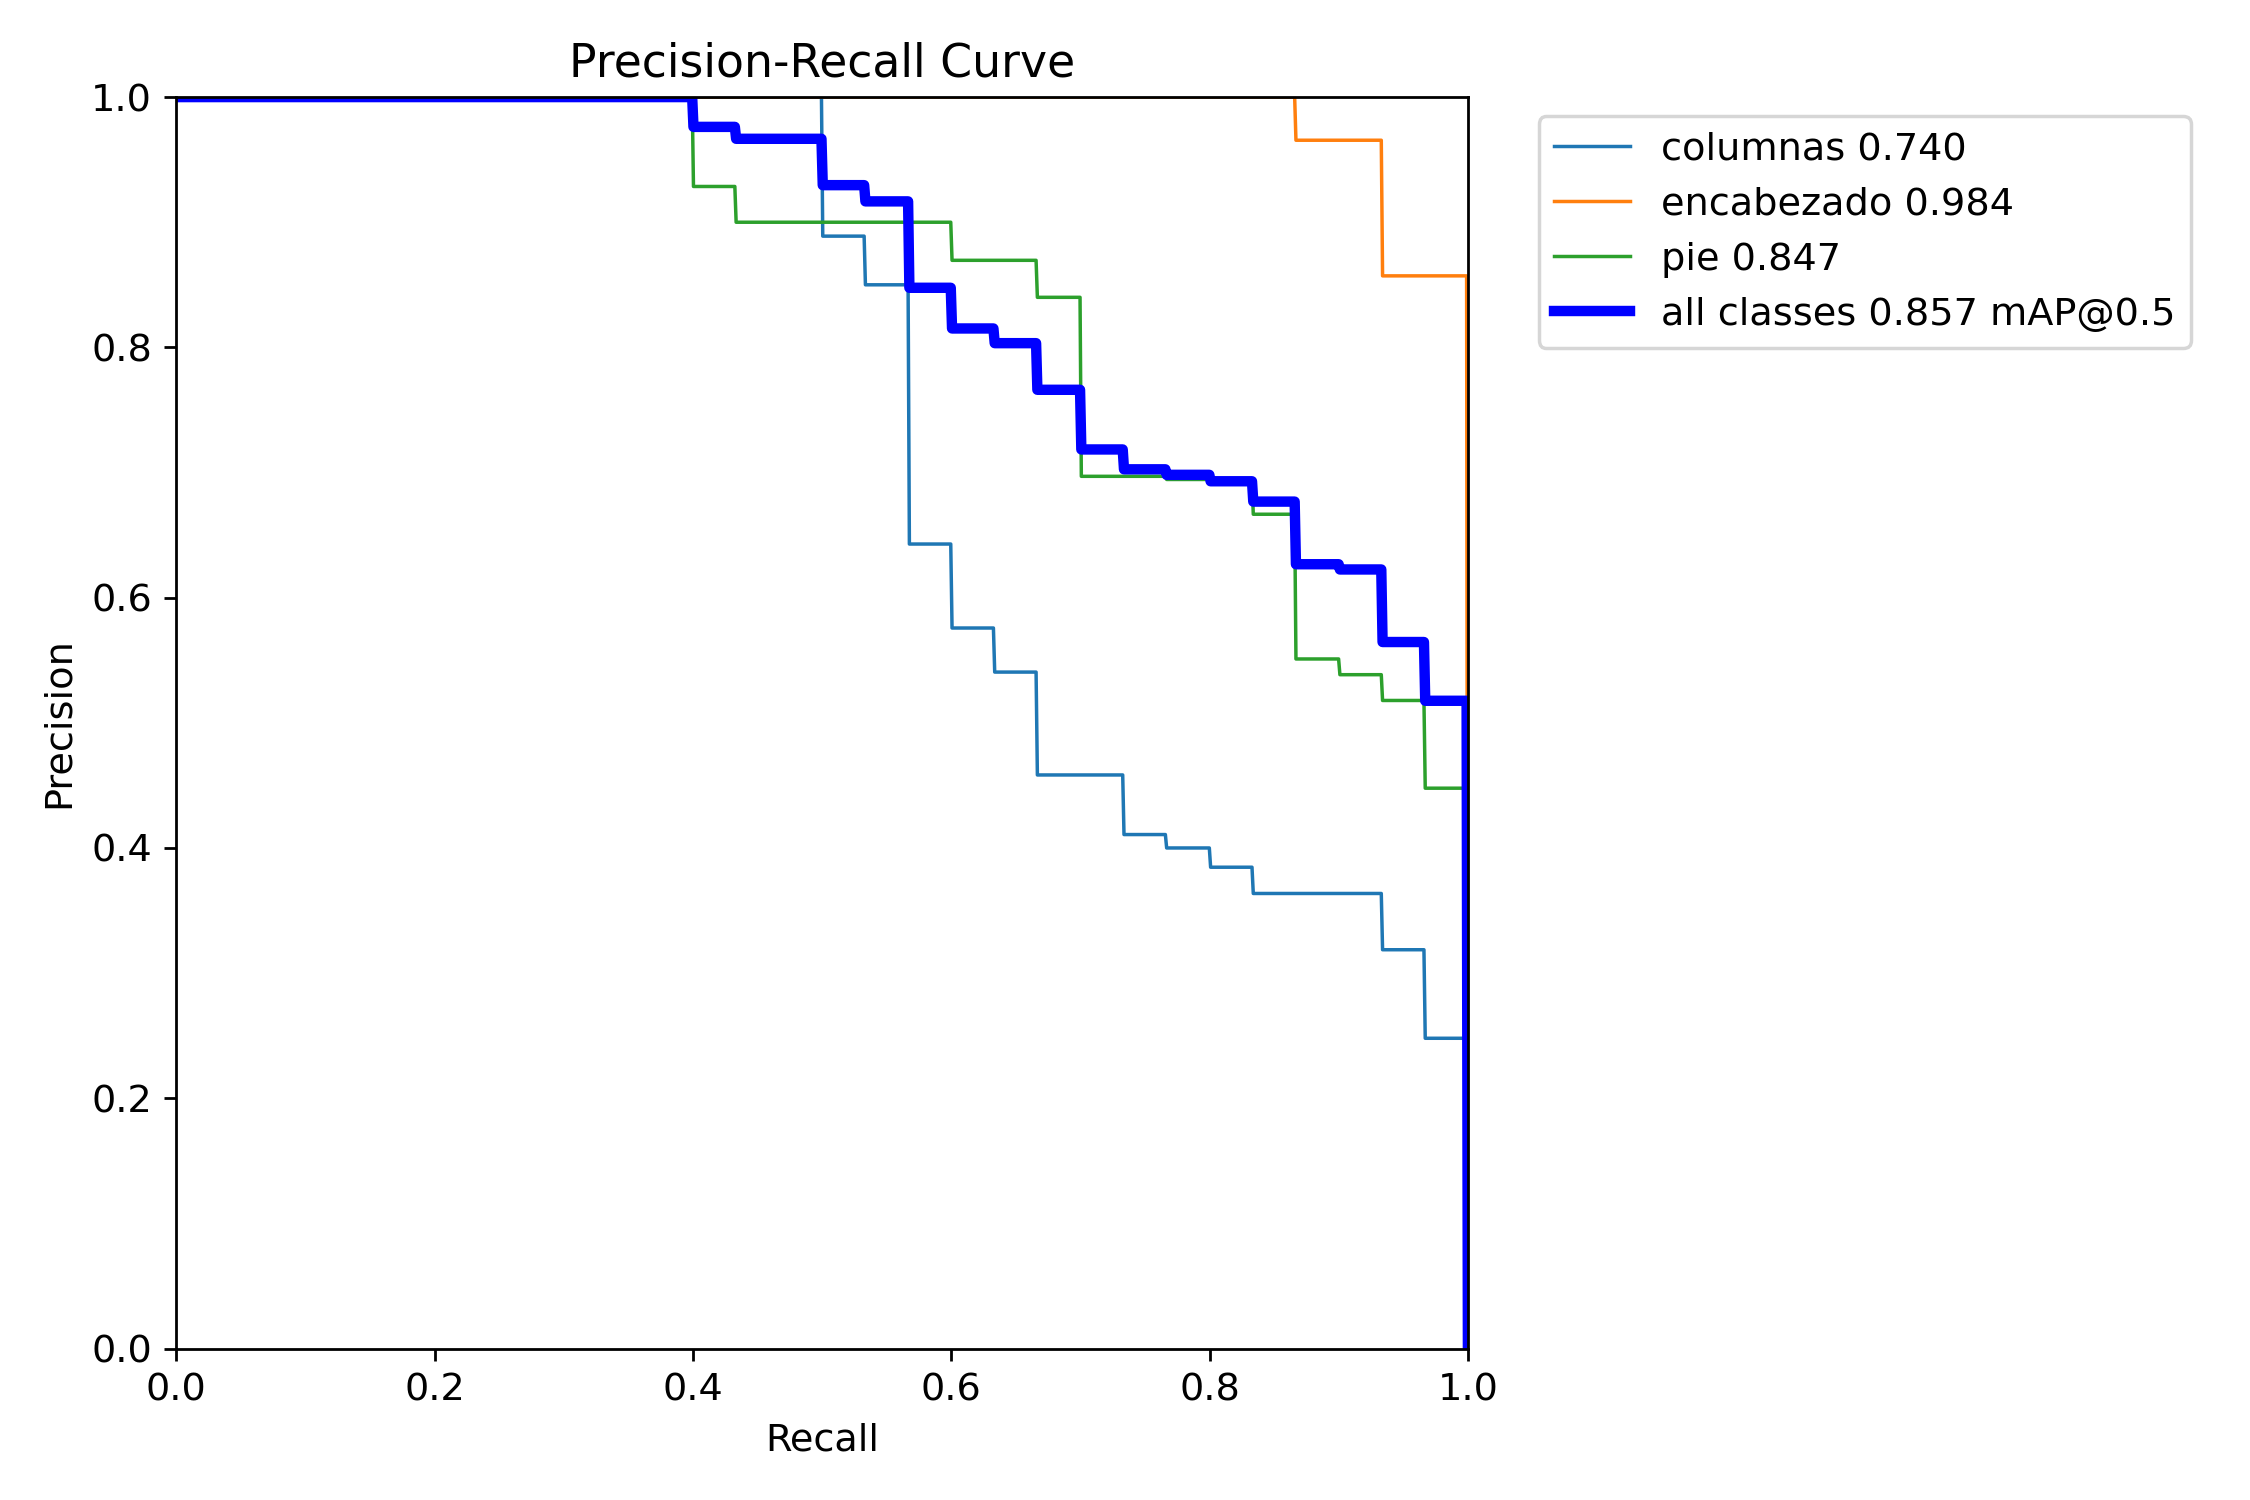 Precision-Recall Curve
1.0
0.8
0.6
0.4
0.2
0.0
Precision
0.0 0.2 0.4 0.6 0.8 1.0
Recall
columnas 0.740
encabezado 0.984
pie 0.847
all classes 0.857 mAP@0.5